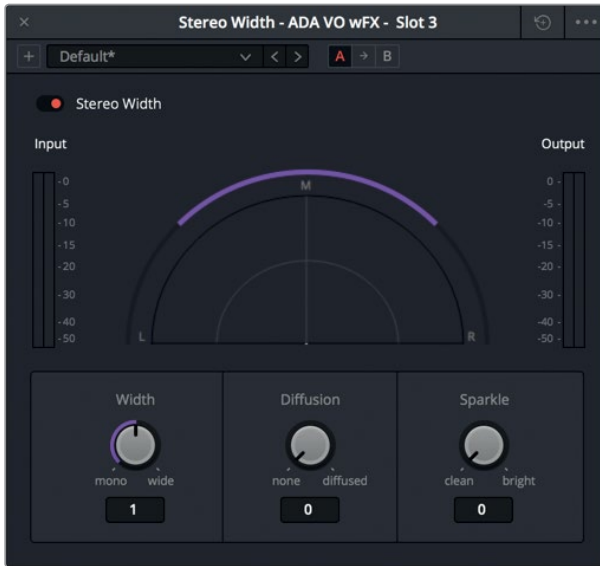 × Stereo Width - ADA VO wFX - Slot 3 •••
+ Default* < > A → B
Stereo Width
Input Output
M
-0 0-
-5 -5-
-10 -10-
-15 -15-
-20 -20-
-30 -30-
-40 -40-
-50 -50-
L R
Width Diffusion Sparkle
mono wide none diffused clean bright
1 0 0